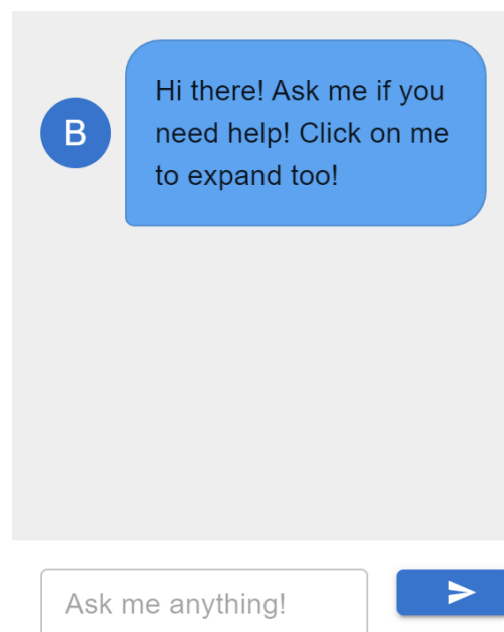 B
Hi there! Ask me if you
need help! Click on me
to expand too!
Ask me anything!